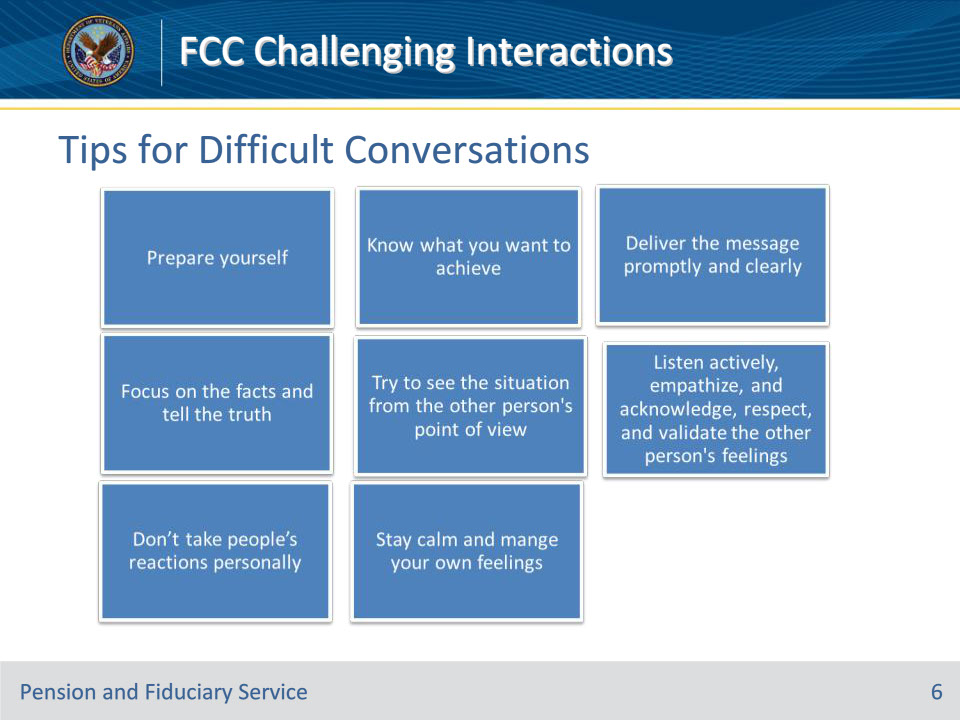 FCC Challenging Interactions
Tips for Difficult Conversations
Prepare yourself
Know what you want to
achieve
Deliver the message
promptly and clearly
Focus on the facts and
tell the truth
Try to see the situation
from the other person's
point of view
Listen actively,
empathize, and
acknowledge, respect,
and validate the other
person's feelings
Don’t take people’s
reactions personally
Stay calm and mange
your own feelings
Pension and Fiduciary Service
6